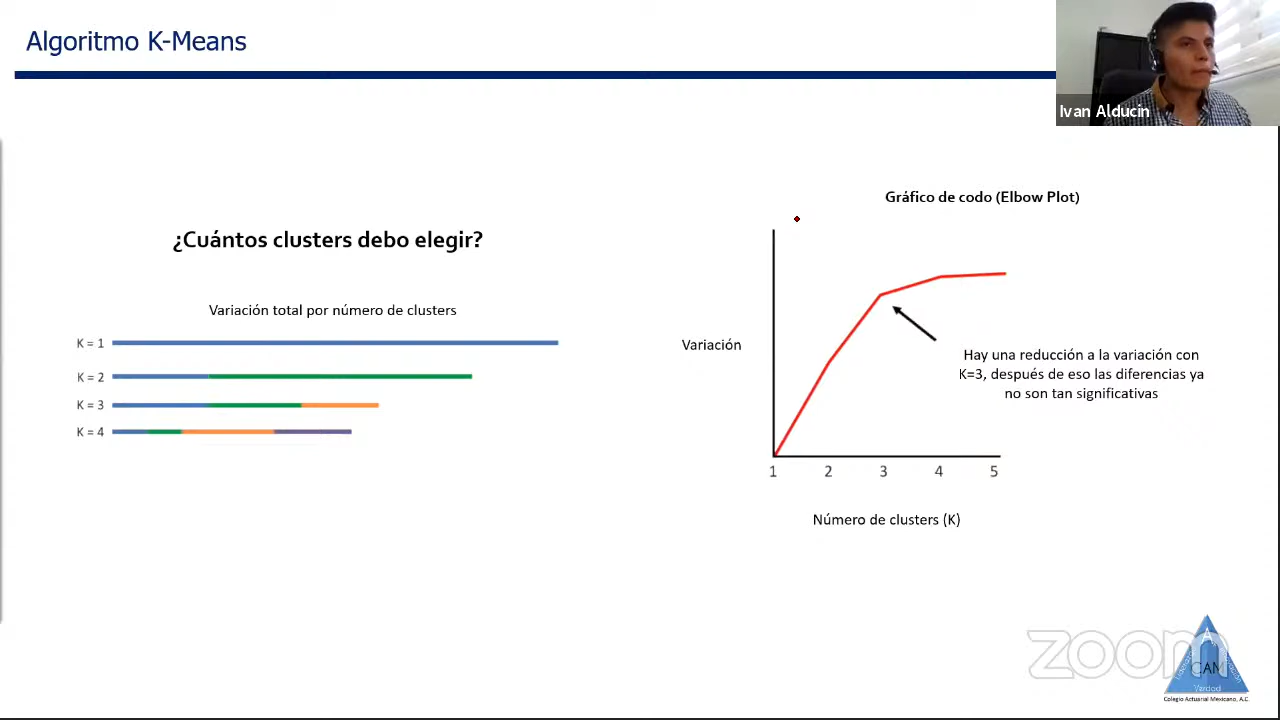 Algoritmo K-Means
Ivan Alducin
¿Cuántos clusters debo elegir?
Variación total por número de clusters
K = 1
K = 2
K = 3
K = 4
Gráfico de codo (Elbow Plot)
Variación
Hay una reducción a la variación con
K=3, después de eso las diferencias ya
no son tan significativas
1 2 3 4 5
Número de clusters (K)
zoom
CAM
Verdad
Colegio Actuarial Mexicano, A.C.